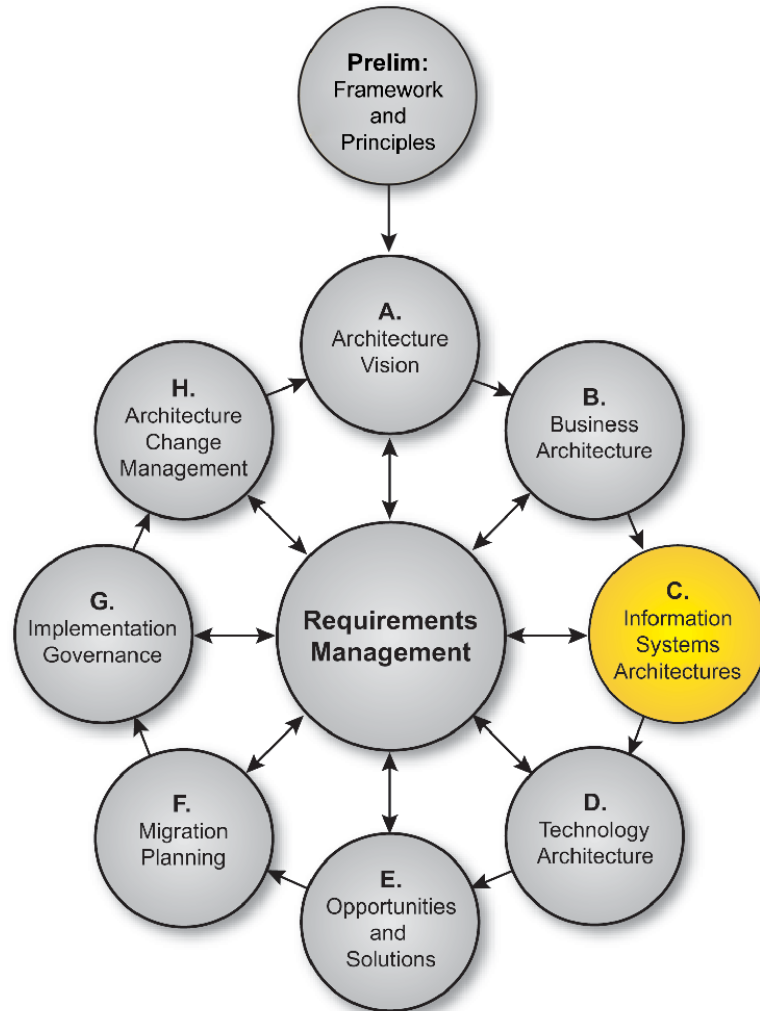 Prelim:
Framework
and
Principles
A.
Architecture
Vision
B.
Business
Architecture
C.
Information
Systems
Architectures
D.
Technology
Architecture
E.
Opportunities
and
Solutions
F.
Migration
Planning
G.
Implementation
Governance
H.
Architecture
Change
Management
Requirements
Management